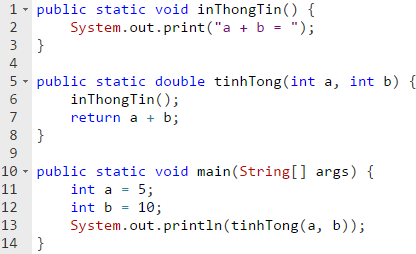 1 public static void inThongTin() {
2     System.out.print("a + b = ");
3 }
4
5 public static double tinhTong(int a, int b) {
6     inThongTin();
7     return a + b;
8 }
9
10 public static void main(String[] args) {
11     int a = 5;
12     int b = 10;
13     System.out.println(tinhTong(a, b));
14 }